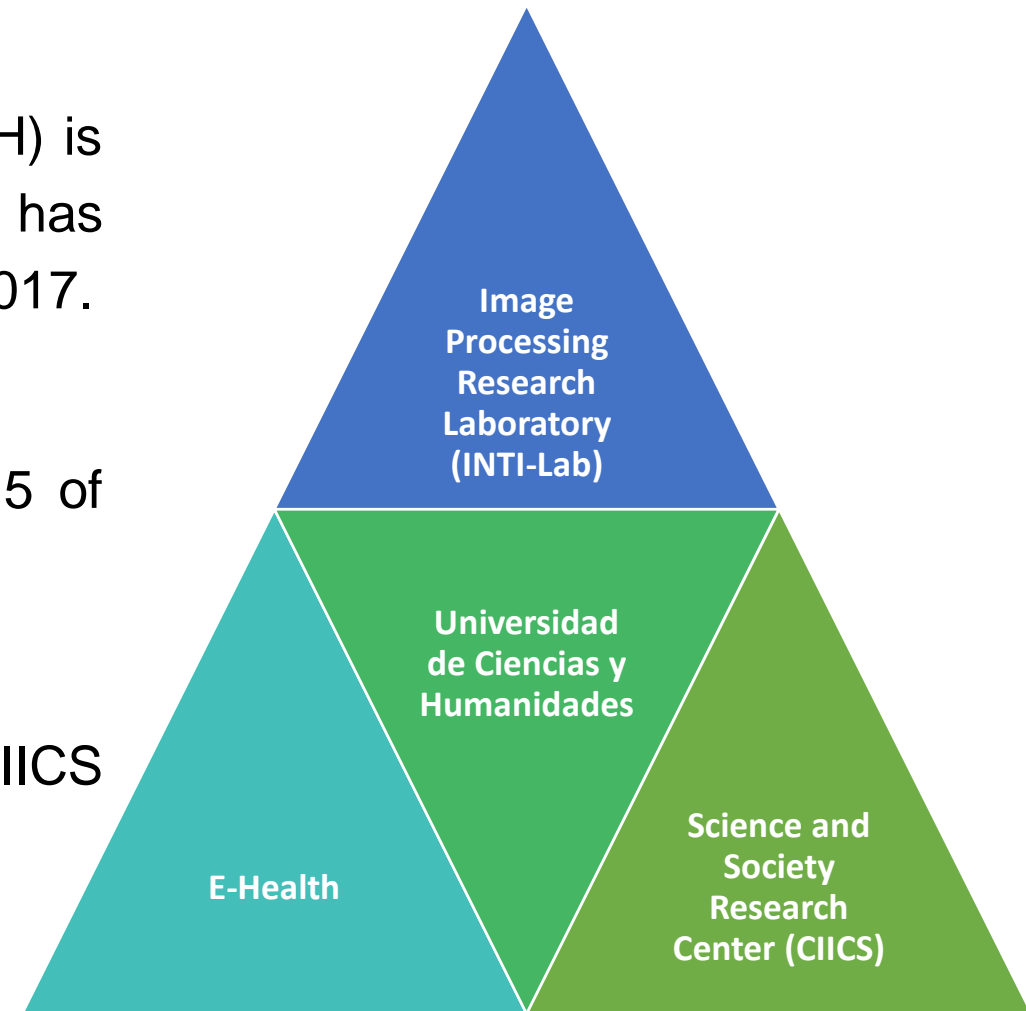 H) is
has
017.
5 of
IICS
Image
Processing
Research
Laboratory
(INTI-Lab)
Universidad
de Ciencias y
Humanidades
E-Health
Science and
Society
Research
Center (CIICS)